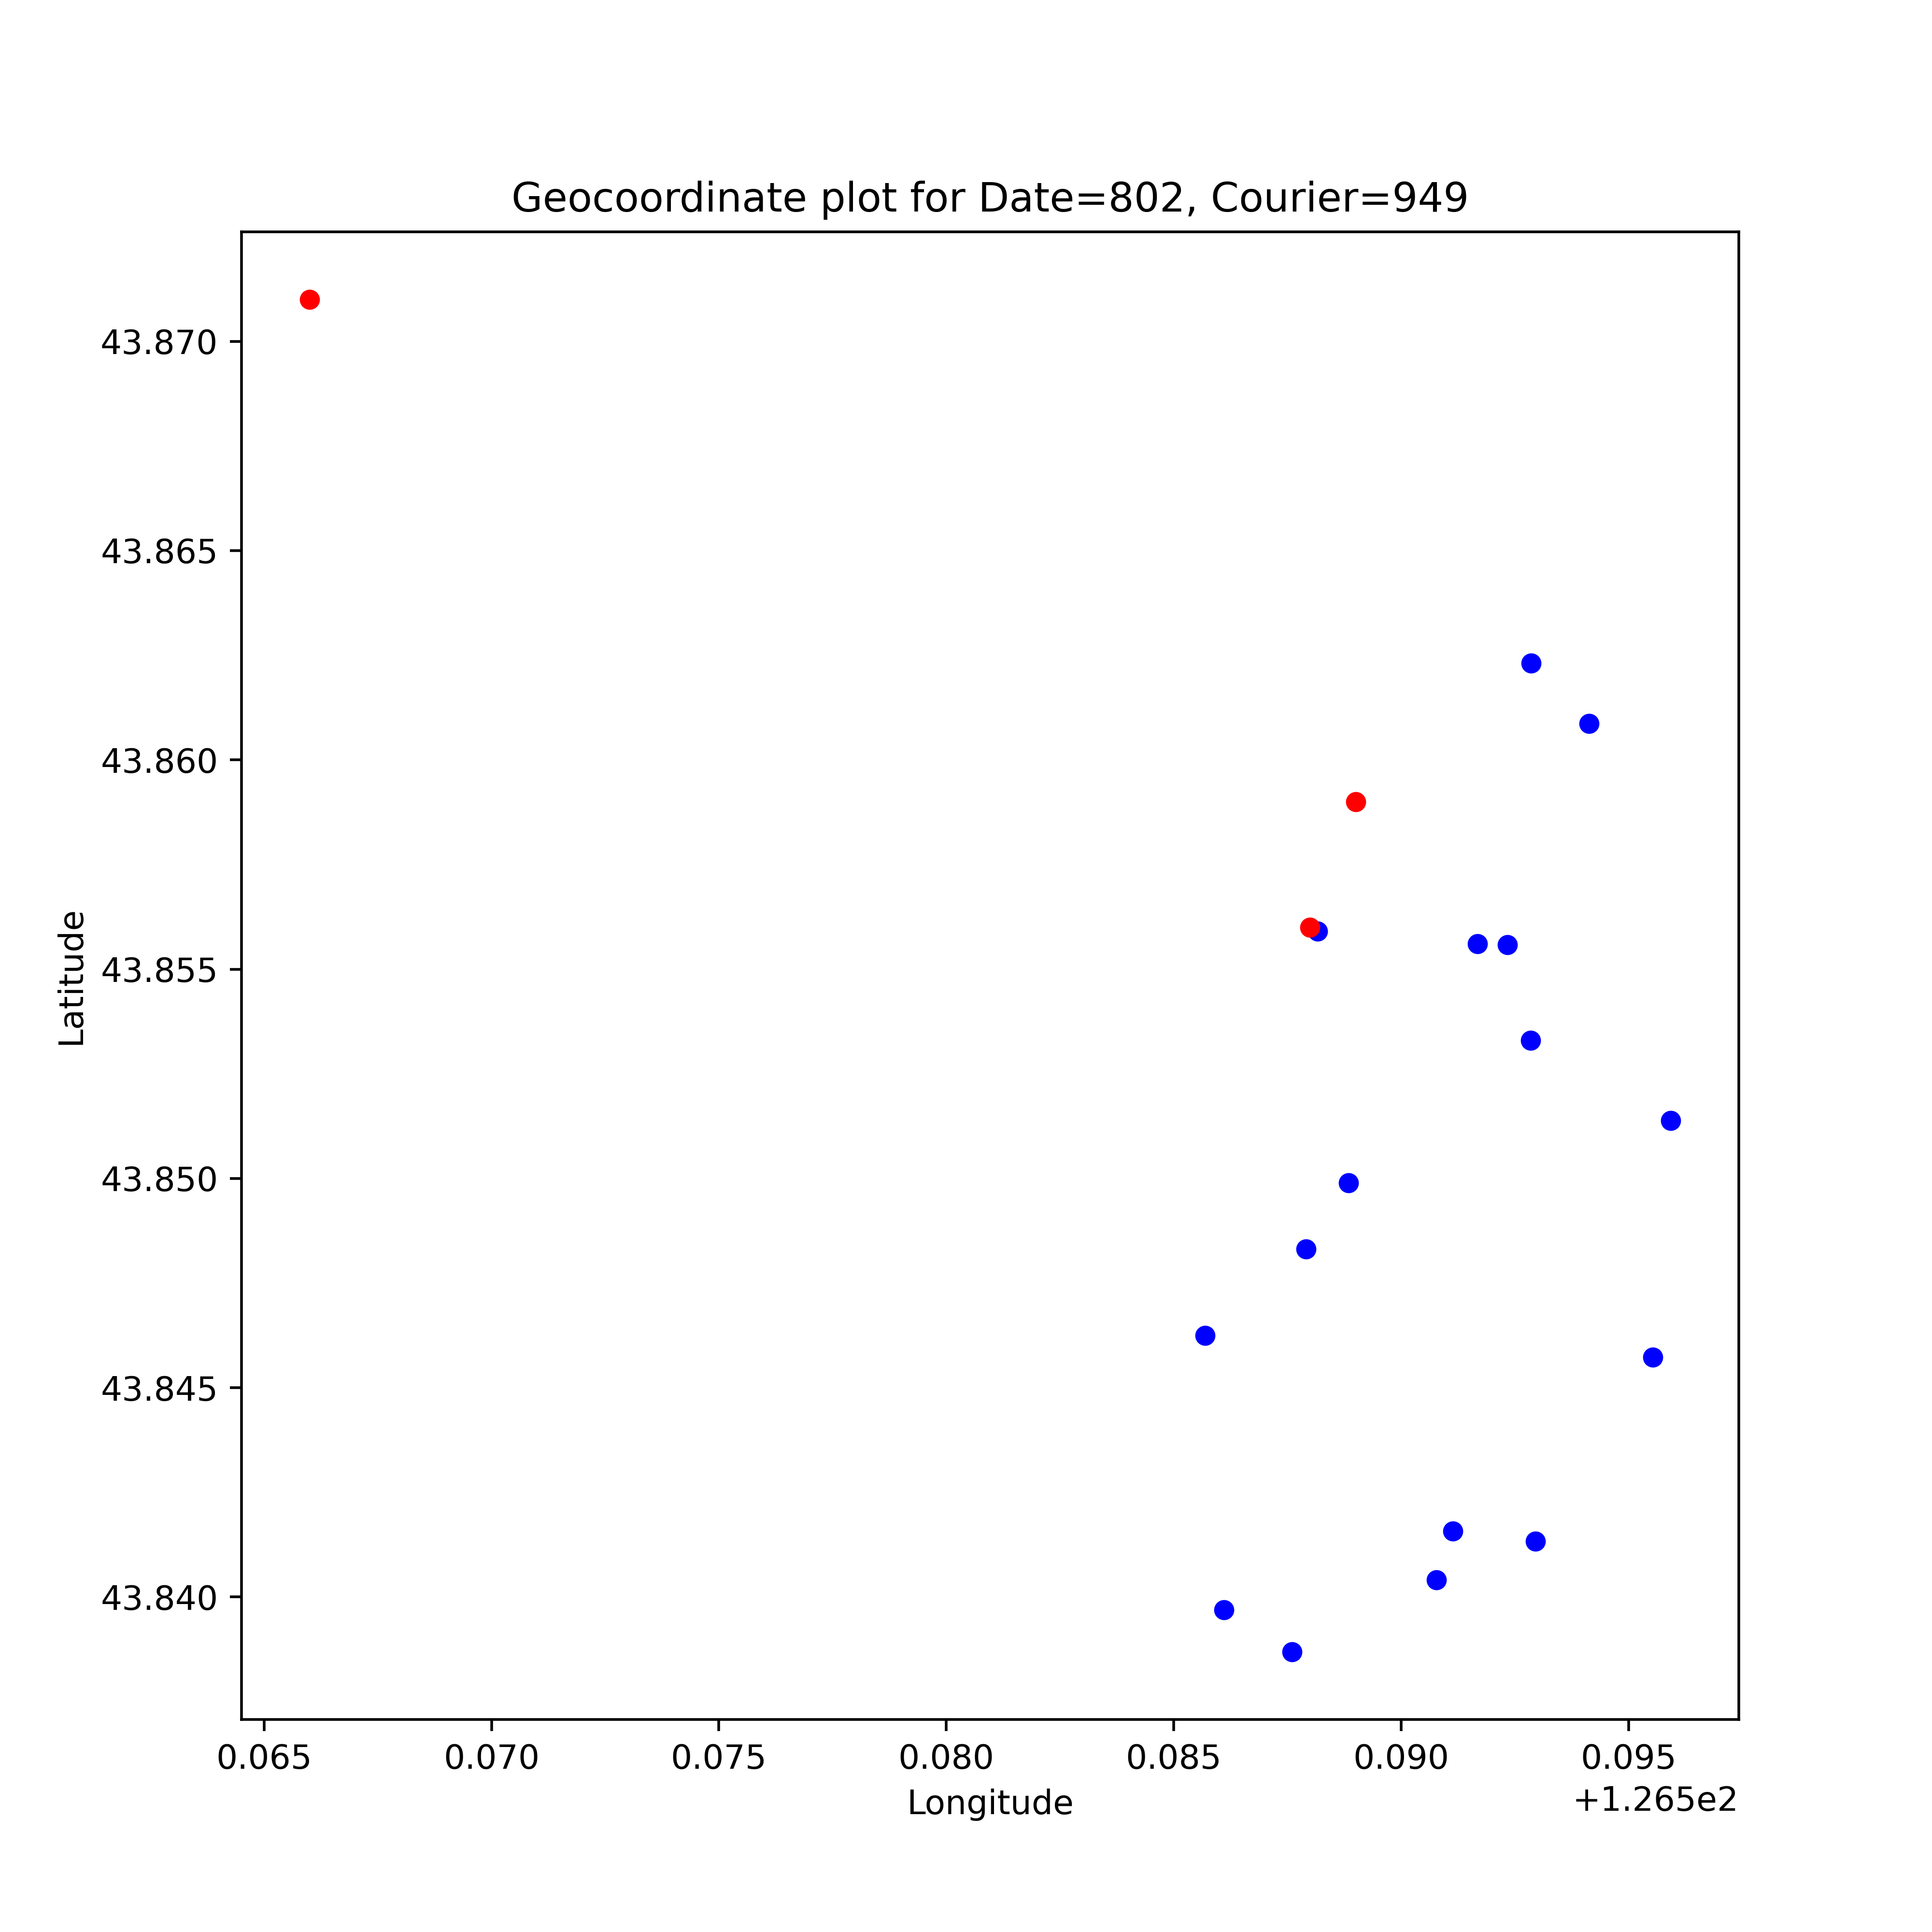 Geocoordinate plot for Date=802, Courier=949
43.870
43.865
43.860
43.855
43.850
43.845
43.840
Latitude
0.065 0.070 0.075 0.080 0.085 0.090 0.095
Longitude
+1.265e2